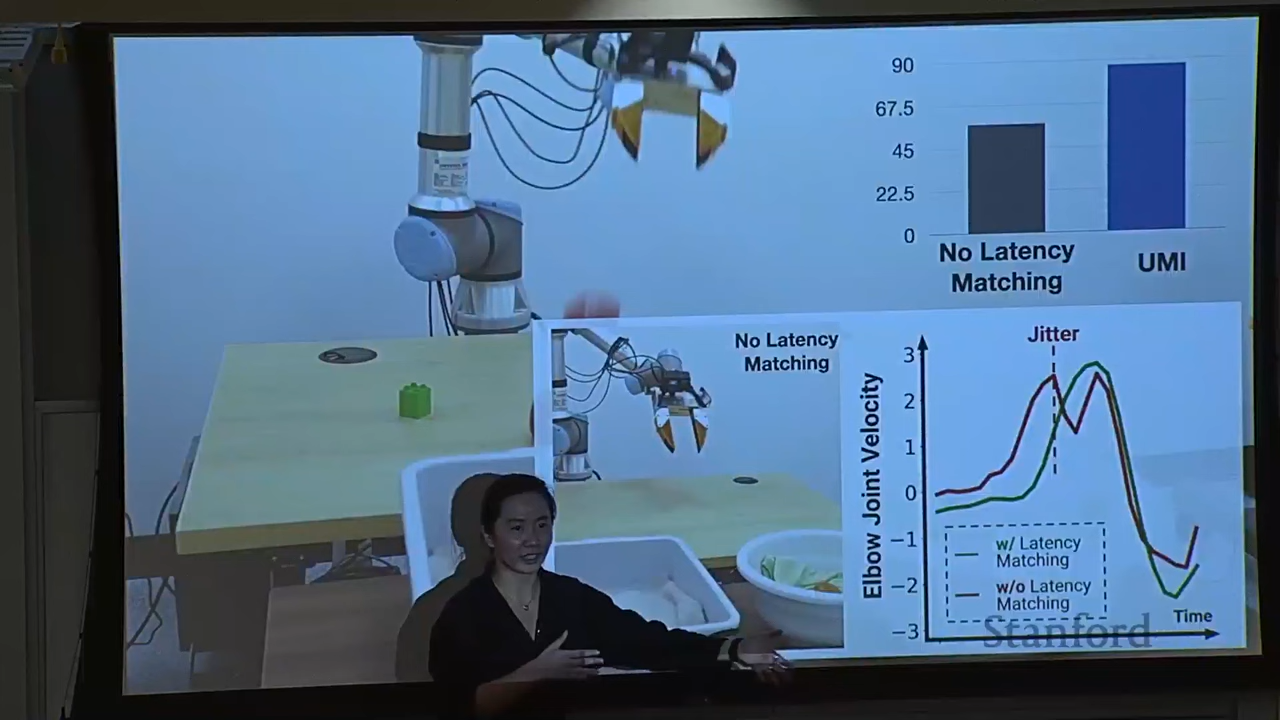 90
67.5
45
22.5
0
No Latency
Matching
UMI
No Latency
Matching
Jitter
Elbow Joint Velocity
3
2
1
0
−1
−2
−3
w/ Latency
Matching
w/o Latency
Matching
Time
Stanford